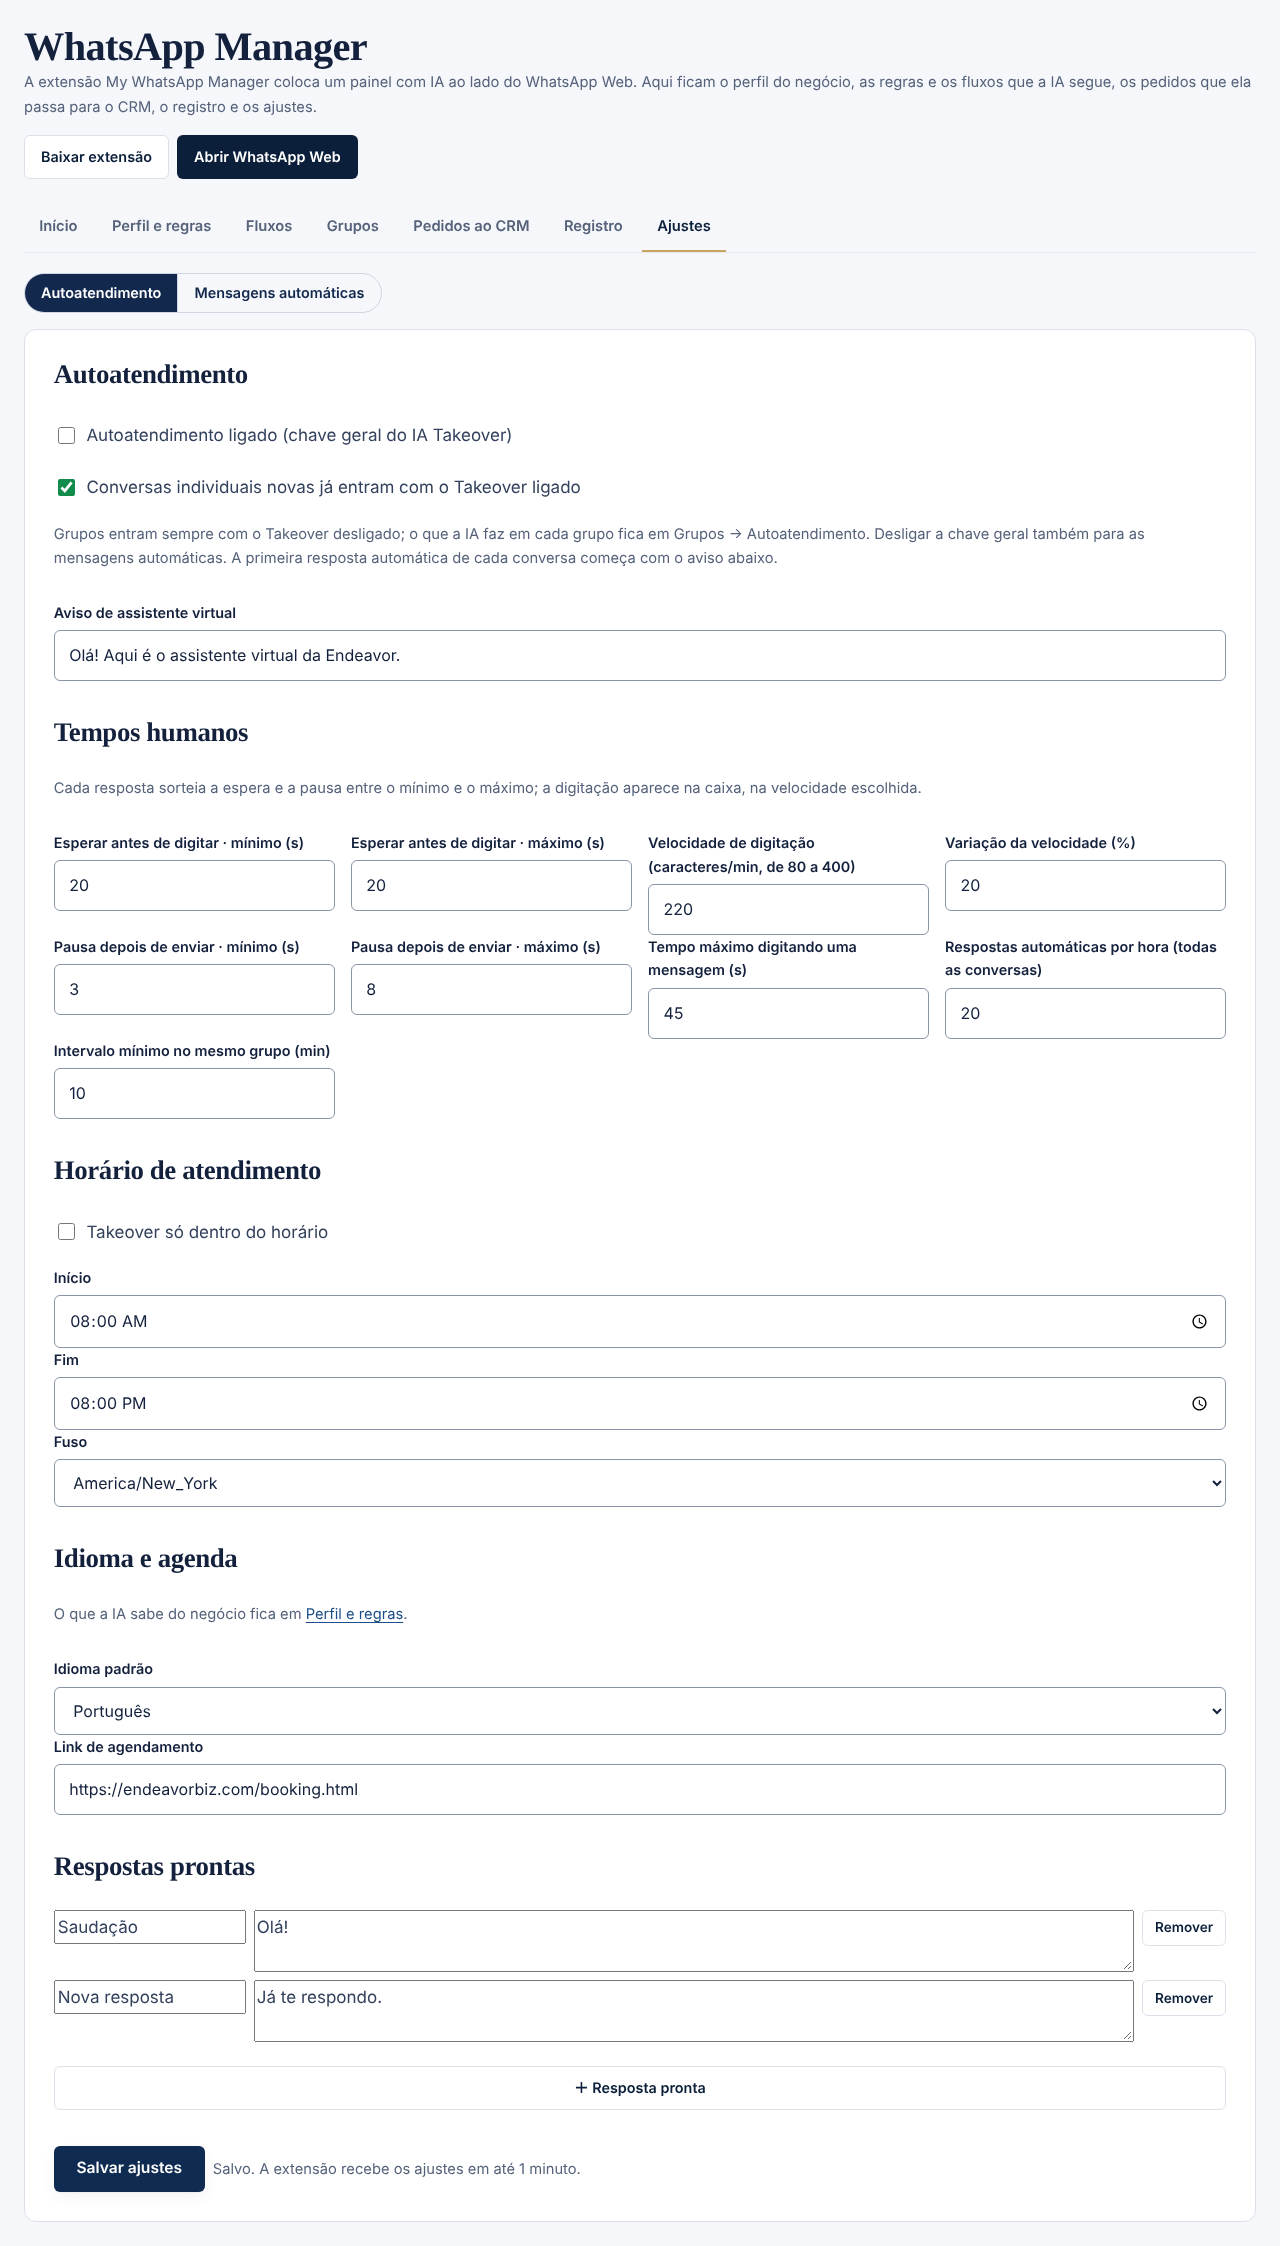 WhatsApp Manager
A extensão My WhatsApp Manager coloca um painel com IA ao lado do WhatsApp Web. Aqui ficam o perfil do negócio, as regras e os fluxos que a IA segue, os pedidos que ela
passa para o CRM, o registro e os ajustes.
Baixar extensão
Abrir WhatsApp Web
Início
Perfil e regras
Fluxos
Grupos
Pedidos ao CRM
Registro
Ajustes
Autoatendimento
Mensagens automáticas
Autoatendimento
Autoatendimento ligado (chave geral do IA Takeover)
Conversas individuais novas já entram com o Takeover ligado
Grupos entram sempre com o Takeover desligado; o que a IA faz em cada grupo fica em Grupos → Autoatendimento. Desligar a chave geral também para as
mensagens automáticas. A primeira resposta automática de cada conversa começa com o aviso abaixo.
Aviso de assistente virtual
Olá! Aqui é o assistente virtual da Endeavor.
Tempos humanos
Cada resposta sorteia a espera e a pausa entre o mínimo e o máximo; a digitação aparece na caixa, na velocidade escolhida.
Esperar antes de digitar · mínimo (s)
20
Esperar antes de digitar · máximo (s)
20
Velocidade de digitação
(caracteres/min, de 80 a 400)
220
Variação da velocidade (%)
20
Pausa depois de enviar · mínimo (s)
3
Pausa depois de enviar · máximo (s)
8
Tempo máximo digitando uma
mensagem (s)
45
Respostas automáticas por hora (todas
as conversas)
20
Intervalo mínimo no mesmo grupo (min)
10
Horário de atendimento
Takeover só dentro do horário
Início
08:00 AM
Fim
08:00 PM
Fuso
America/New_York
Idioma e agenda
O que a IA sabe do negócio fica em Perfil e regras.
Idioma padrão
Português
Link de agendamento
https://endeavorbiz.com/booking.html
Respostas prontas
Saudação
Olá!
Remover
Nova resposta
Já te respondo.
Remover
+ Resposta pronta
Salvar ajustes
Salvo. A extensão recebe os ajustes em até 1 minuto.